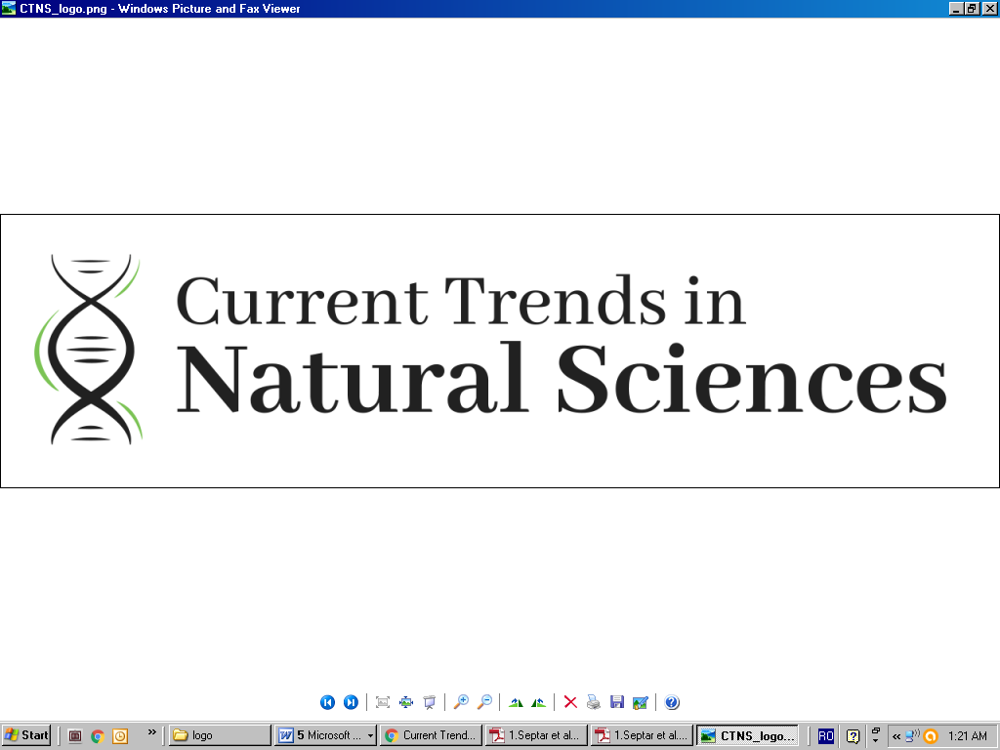 CTNS_logo.png - Windows Picture and Fax Viewer
Current Trends in
Natural Sciences
Start
logo
5 Microsoft ...
Current Trend...
1.Septar et al...
1.Septar et al....
CTNS_logo...
RO
1:21 AM